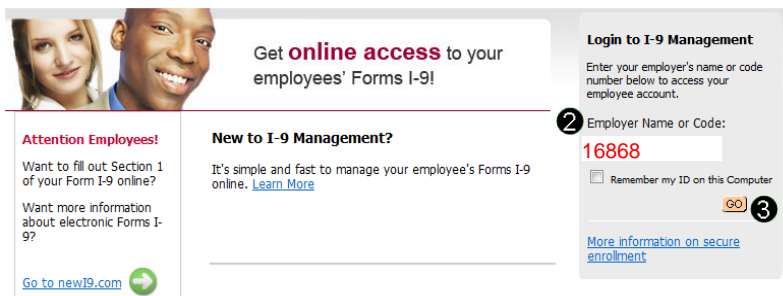 Get online access to your
employees' Forms I-9!
Attention Employees!
Want to fill out Section 1
of your Form I-9 online?
Want more information
about electronic Forms I-
9?
Go to newI9.com
New to I-9 Management?
It's simple and fast to manage your employee's Forms I-9
online. Learn More
Login to I-9 Management
Enter your employer's name or code
number below to access your
employee account.
2 Employer Name or Code:
16868
Remember my ID on this Computer
GO 3
More information on secure
enrollment